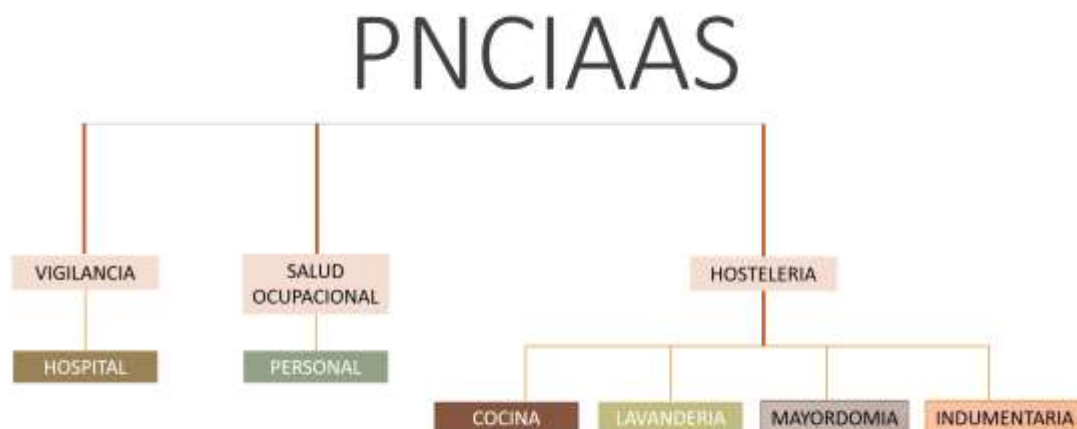 PNCIAAS
VIGILANCIA
SALUD
OCUPACIONAL
HOSTELERIA
HOSPITAL
PERSONAL
COCINA
LAVANDERIA
MAYORDOMIA
INDUMENTARIA